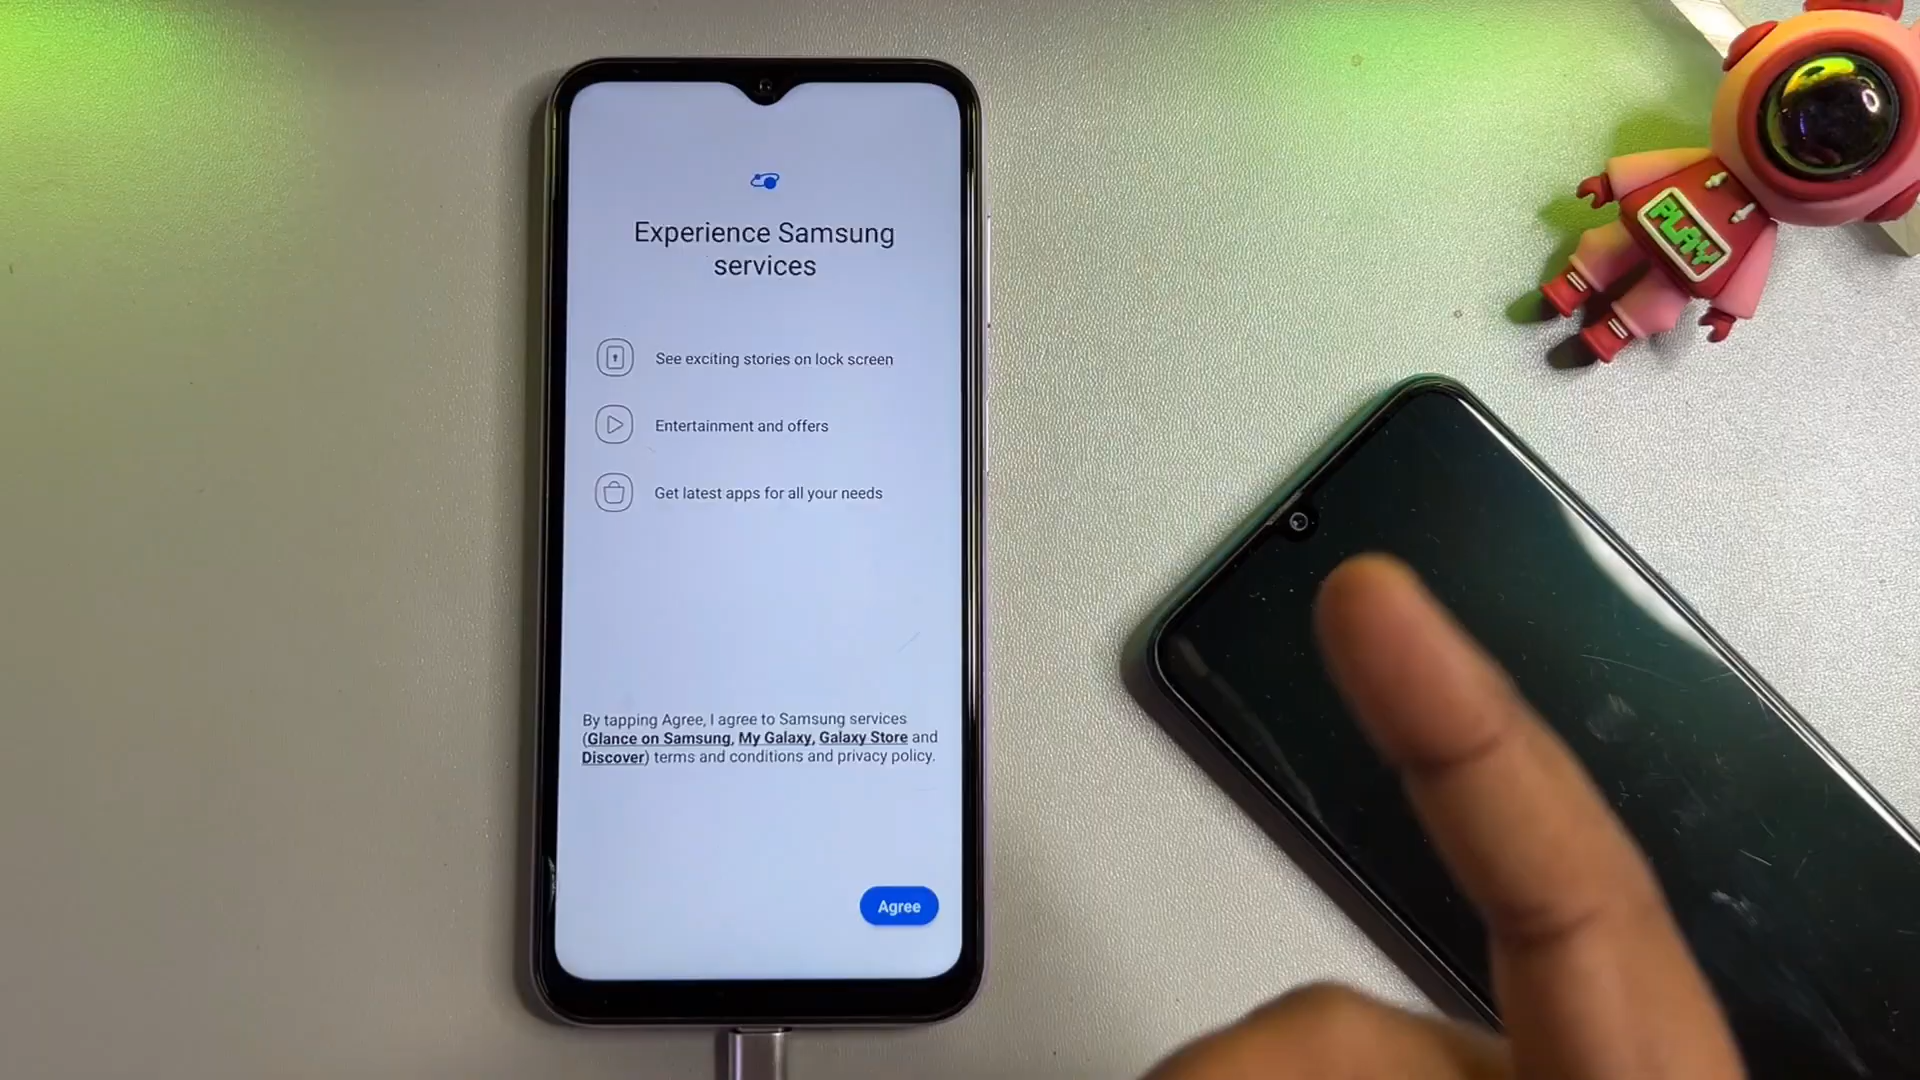 Experience Samsung
services
See exciting stories on lock screen
Entertainment and offers
Get latest apps for all your needs
By tapping Agree, I agree to Samsung services
(Glance on Samsung, My Galaxy, Galaxy Store and
Discover) terms and conditions and privacy policy.
Agree
PLAY